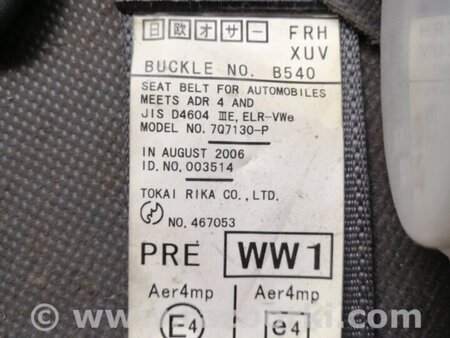 日 欧 オ サ ー FRH
XUV
BUCKLE NO. B540
SEAT BELT FOR AUTOMOBILES
MEETS ADR 4 AND
JIS D4604 ⅢE, ELR-VWe
MODEL NO. 7Q7130-P
IN AUGUST 2006
ID. NO. 003514
TOKAI RIKA CO., LTD.
NO. 467053
PRE WW1
Aer4mp Aer4mp
E4 e4